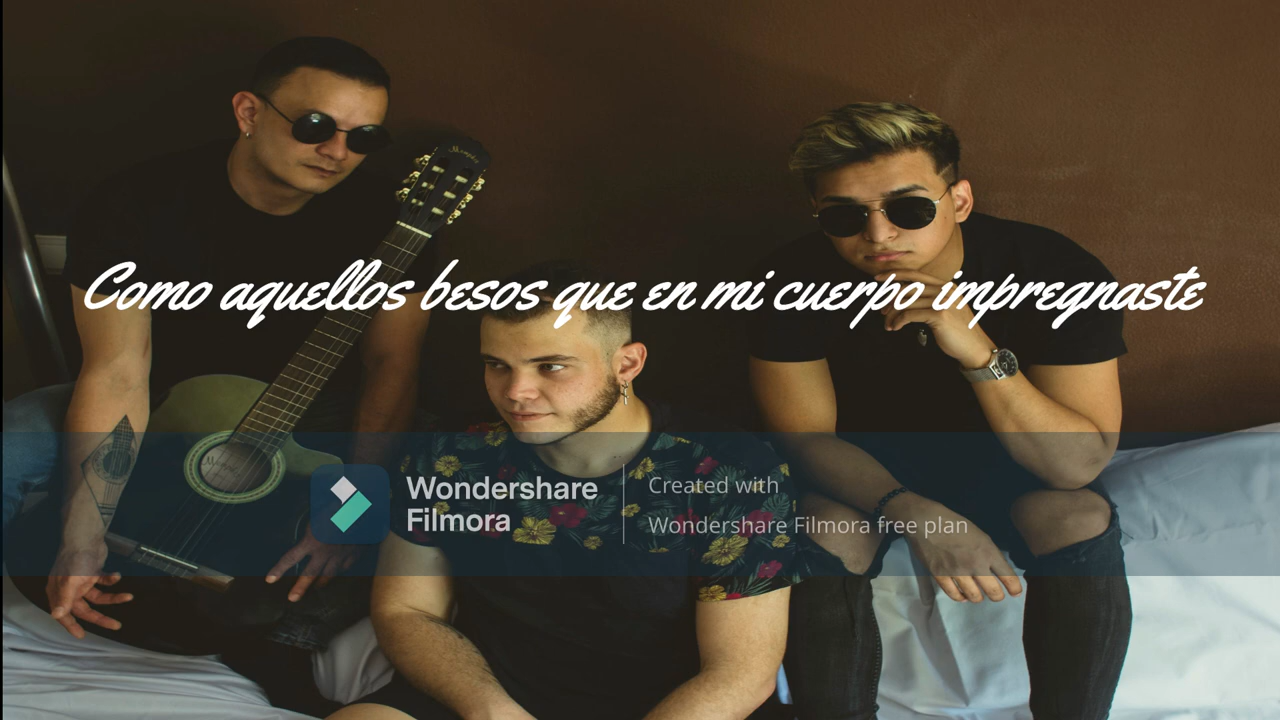 Como aquellos besos que en mi cuerpo impregnaste
Wondershare
Filmora
Created with
Wondershare Filmora free plan